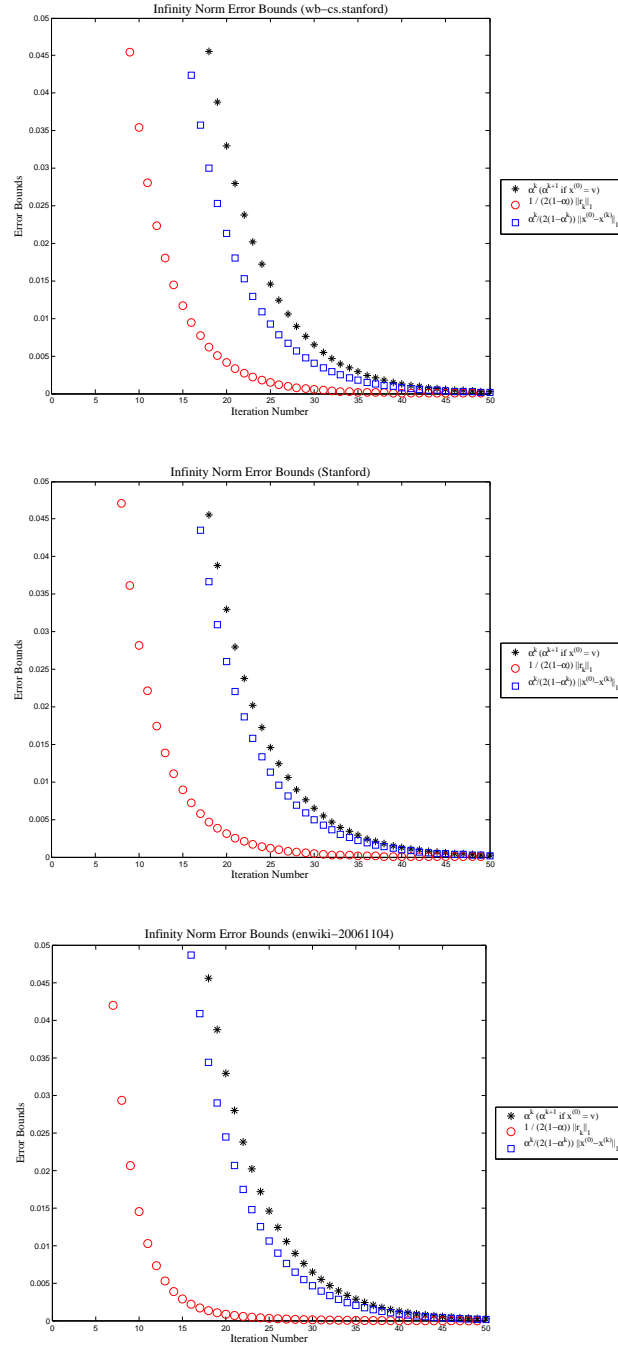 Infinity Norm Error Bounds (wb−cs.stanford)
0.05
0.045
0.04
0.035
0.03
0.025
0.02
0.015
0.01
0.005
0
Error Bounds
0 5 10 15 20 25 30 35 40 45 50
Iteration Number
α^k (α^{k+1} if x^{(0)} = v)
1 / (2(1−α)) ||r_k||_1
α^k/(2(1−α^k)) ||x^{(0)}−x^{(k)}||_1
Infinity Norm Error Bounds (Stanford)
0.05
0.045
0.04
0.035
0.03
0.025
0.02
0.015
0.01
0.005
0
Error Bounds
0 5 10 15 20 25 30 35 40 45 50
Iteration Number
α^k (α^{k+1} if x^{(0)} = v)
1 / (2(1−α)) ||r_k||_1
α^k/(2(1−α^k)) ||x^{(0)}−x^{(k)}||_1
Infinity Norm Error Bounds (enwiki−20061104)
0.05
0.045
0.04
0.035
0.03
0.025
0.02
0.015
0.01
0.005
0
Error Bounds
0 5 10 15 20 25 30 35 40 45 50
Iteration Number
α^k (α^{k+1} if x^{(0)} = v)
1 / (2(1−α)) ||r_k||_1
α^k/(2(1−α^k)) ||x^{(0)}−x^{(k)}||_1